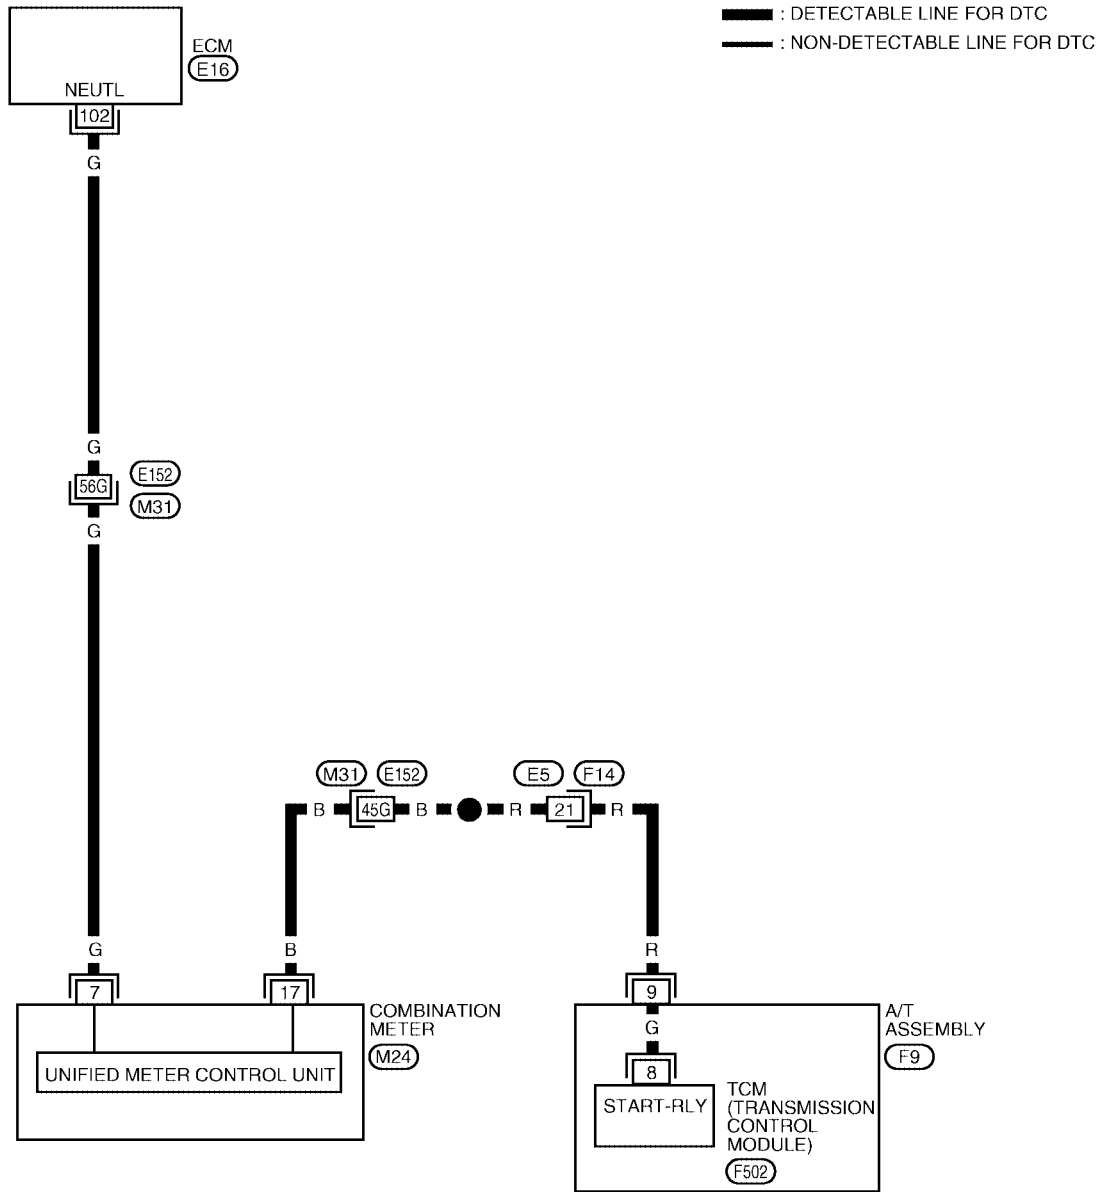 : DETECTABLE LINE FOR DTC
: NON-DETECTABLE LINE FOR DTC
ECM
E16
NEUTL
102
G
G
56G
E152
M31
G
M31
E152
E5
F14
B
45G
B
R
21
R
G
B
R
7
17
9
COMBINATION
METER
M24
UNIFIED METER CONTROL UNIT
A/T
ASSEMBLY
F9
G
8
START-RLY
TCM
(TRANSMISSION
CONTROL
MODULE)
F502